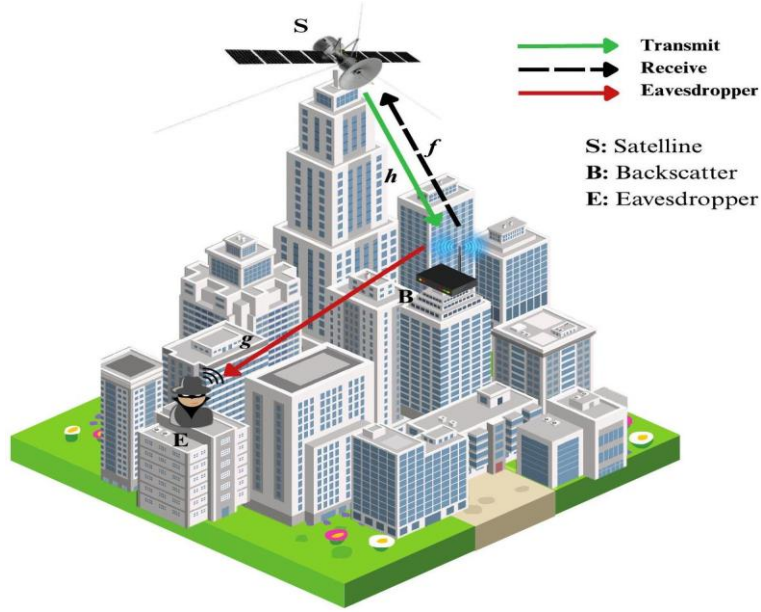 S
Transmit
Receive
Eavesdropper
S: Satelline
B: Backscatter
E: Eavesdropper
f
h
B
g
E